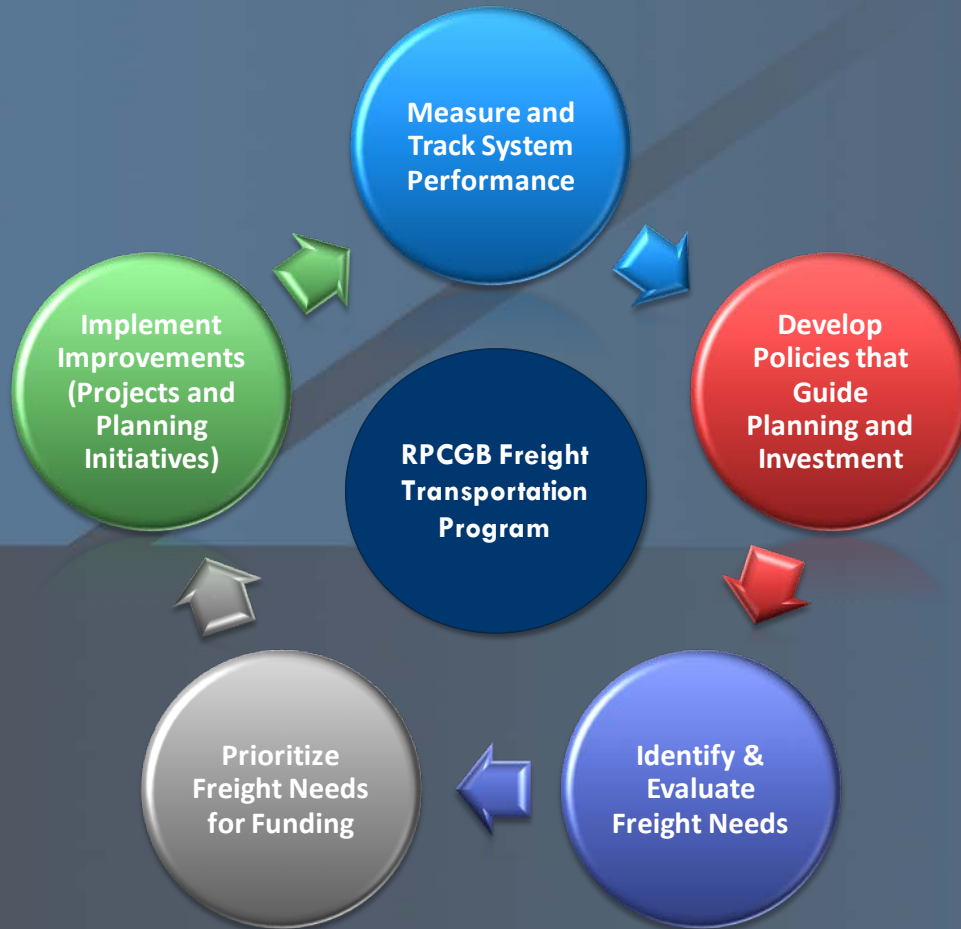 Measure and
Track System
Performance
Develop
Policies that
Guide
Planning and
Investment
Identify &
Evaluate
Freight Needs
Prioritize
Freight Needs
for Funding
Implement
Improvements
(Projects and
Planning
Initiatives)
RPCGB Freight
Transportation
Program